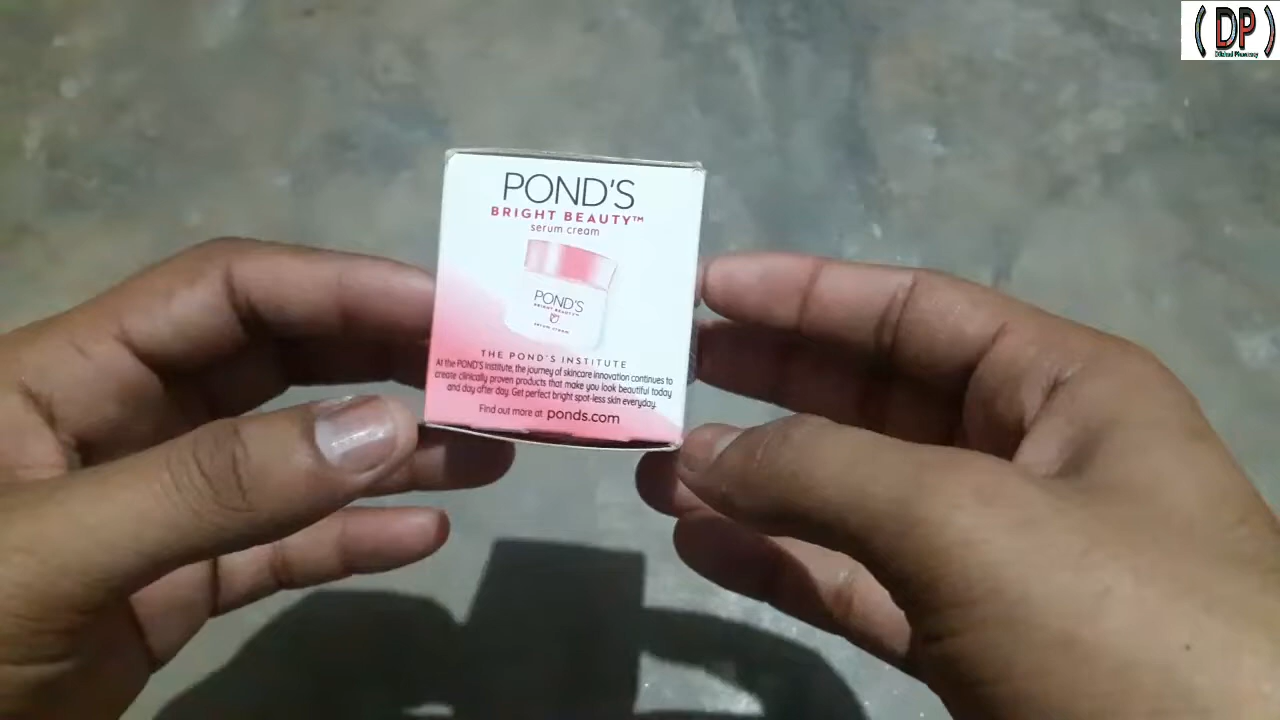 ( DP )
POND'S
BRIGHT BEAUTY™
serum cream
POND'S
BRIGHT BEAUTY™
serum cream
THE POND'S INSTITUTE
At the POND'S Institute, the journey of skincare innovation continues to
create clinically proven products that make you look beautiful today
and day after day. Get perfect bright spot-less skin everyday.
Find out more at ponds.com